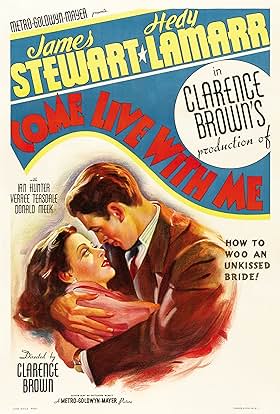 METRO-GOLDWYN-MAYER presents
James Hedy
STEWART ★ LAMARR
in
CLARENCE
BROWN'S
production of
COME LIVE WITH ME
with
IAN HUNTER
VERREE TEASDALE
DONALD MEEK
HOW TO
WOO AN
UNKISSED
BRIDE!
Directed by
CLARENCE
BROWN
A METRO-GOLDWYN-MAYER Picture